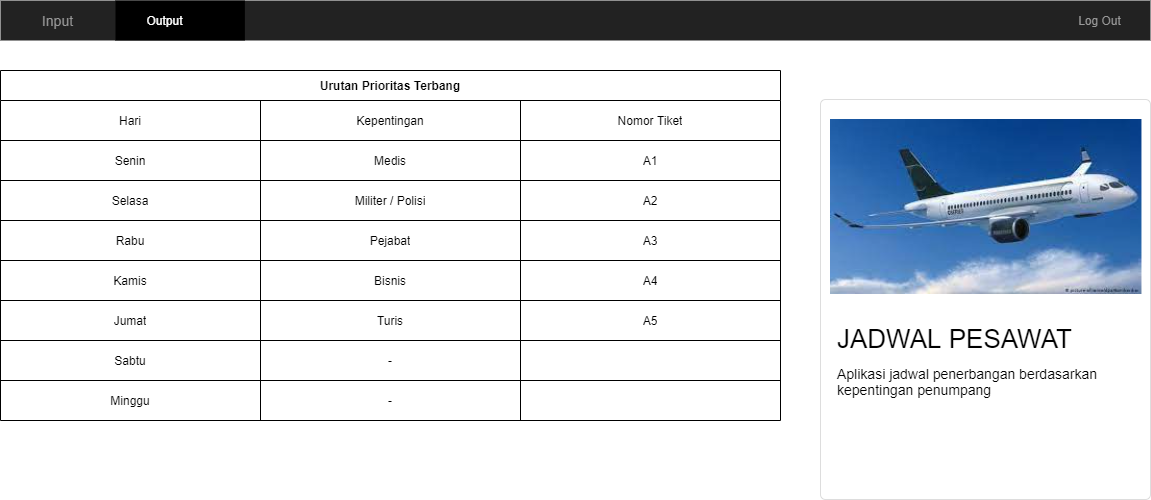 Input Output Log Out
Urutan Prioritas Terbang
Hari Kepentingan Nomor Tiket
Senin Medis A1
Selasa Militer / Polisi A2
Rabu Pejabat A3
Kamis Bisnis A4
Jumat Turis A5
Sabtu -
Minggu -
JADWAL PESAWAT
Aplikasi jadwal penerbangan berdasarkan
kepentingan penumpang